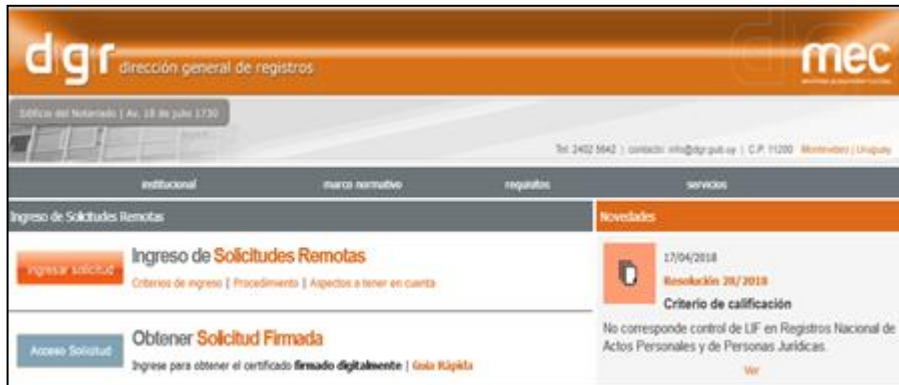 dgr dirección general de registros
mec
Edificio del Notariado | Av. 18 de julio 1730
Tel: 2402 5642 | contacto: info@dgr.gub.uy | C.P. 11200 Montevideo | Uruguay
institucional marco normativo requisitos servicios
Ingreso de Solicitudes Remotas
Novedades
ingresar solicitud
Ingreso de Solicitudes Remotas
Criterios de ingreso | Procedimiento | Aspectos a tener en cuenta
17/04/2018
Resolución 28/2018
Criterio de calificación
No corresponde control de LIF en Registros Nacional de
Actos Personales y de Personas Jurídicas.
Ver
Acceso Solicitud
Obtener Solicitud Firmada
Ingrese para obtener el certificado firmado digitalmente | Guía Rápida